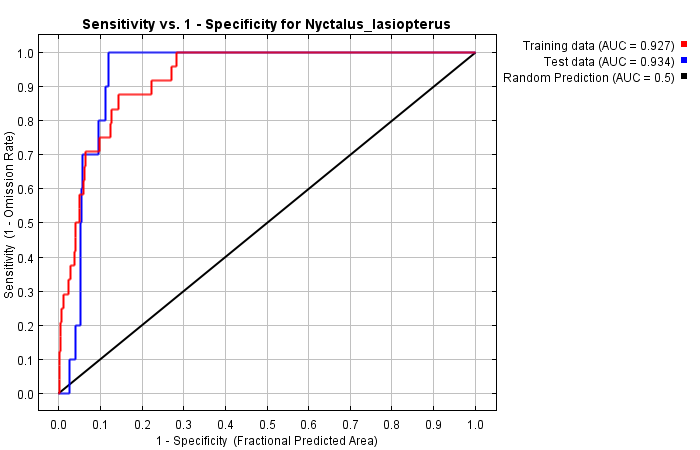 Sensitivity vs. 1 - Specificity for Nyctalus_lasiopterus
Training data (AUC = 0.927)
Test data (AUC = 0.934)
Random Prediction (AUC = 0.5)
Sensitivity (1 - Omission Rate)
1.0
0.9
0.8
0.7
0.6
0.5
0.4
0.3
0.2
0.1
0.0
0.0 0.1 0.2 0.3 0.4 0.5 0.6 0.7 0.8 0.9 1.0
1 - Specificity (Fractional Predicted Area)